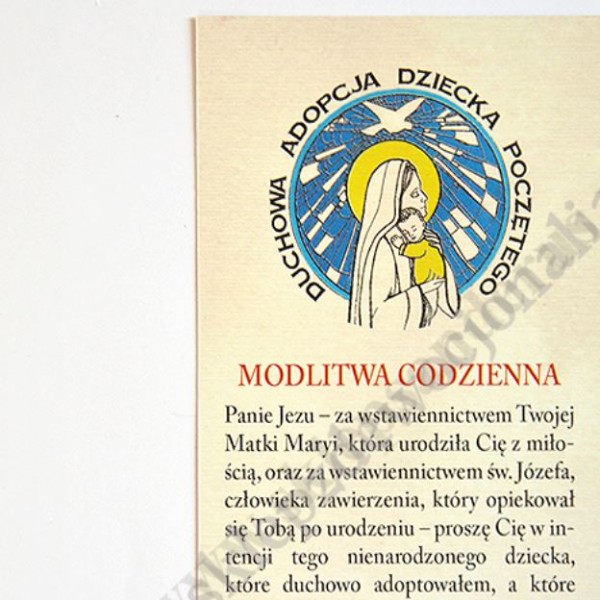 DUCHOWA ADOPCJA DZIECKA POCZĘTEGO
MODLITWA CODZIENNA
Panie Jezu – za wstawiennictwem Twojej
Matki Maryi, która urodziła Cię z miło-
ścią, oraz za wstawiennictwem św. Józefa,
człowieka zawierzenia, który opiekował
się Tobą po urodzeniu – proszę Cię w in-
tencji tego nienarodzonego dziecka,
które duchowo adoptowałem, a które